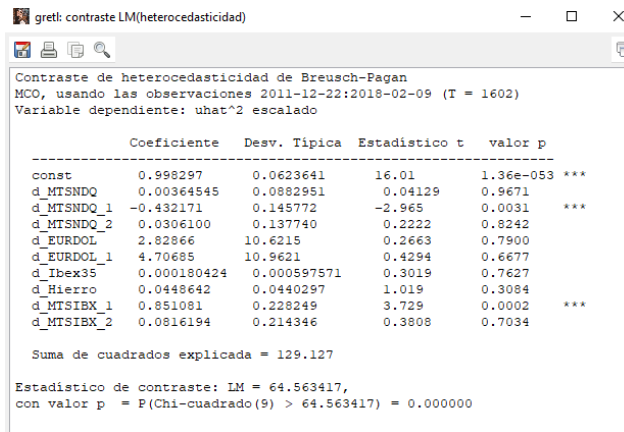 gretl: contraste LM(heterocedasticidad)
Contraste de heterocedasticidad de Breusch-Pagan
MCO, usando las observaciones 2011-12-22:2018-02-09 (T = 1602)
Variable dependiente: uhat^2 escalado
Coeficiente Desv. Típica Estadístico t valor p
const 0.998297 0.0623641 16.01 1.36e-053 ***
d_MTSNDQ 0.00364545 0.0882951 0.04129 0.9671
d_MTSNDQ_1 -0.432171 0.145772 -2.965 0.0031 ***
d_MTSNDQ_2 0.0306100 0.137740 0.2222 0.8242
d_EURDOL 2.82866 10.6215 0.2663 0.7900
d_EURDOL_1 4.70685 10.9621 0.4294 0.6677
d_Ibex35 0.000180424 0.000597571 0.3019 0.7627
d_Hierro 0.0448642 0.0440297 1.019 0.3084
d_MTSIBX_1 0.851081 0.228249 3.729 0.0002 ***
d_MTSIBX_2 0.0816194 0.214346 0.3808 0.7034
Suma de cuadrados explicada = 129.127
Estadístico de contraste: LM = 64.563417,
con valor p = P(Chi-cuadrado(9) > 64.563417) = 0.000000